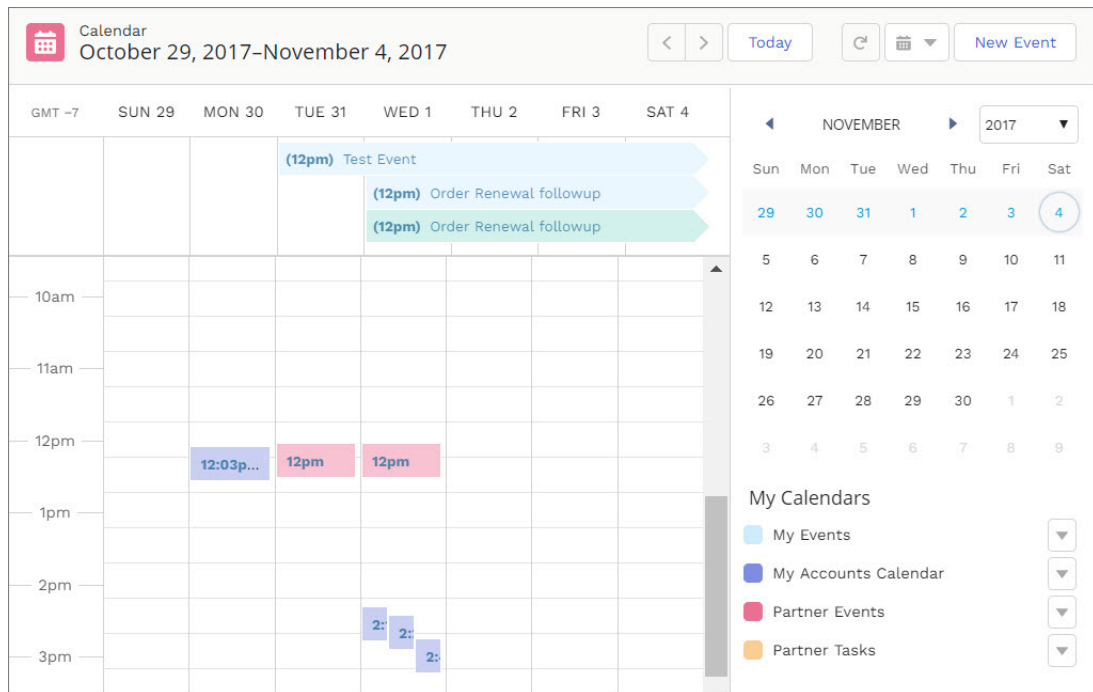 Calendar
October 29, 2017–November 4, 2017
Today
New Event
GMT –7 SUN 29 MON 30 TUE 31 WED 1 THU 2 FRI 3 SAT 4
(12pm) Test Event
(12pm) Order Renewal followup
(12pm) Order Renewal followup
10am
11am
12pm
12:03p... 12pm 12pm
1pm
2pm
2: 2: 2:
3pm
NOVEMBER 2017
Sun Mon Tue Wed Thu Fri Sat
29 30 31 1 2 3 4
5 6 7 8 9 10 11
12 13 14 15 16 17 18
19 20 21 22 23 24 25
26 27 28 29 30 1 2
3 4 5 6 7 8 9
My Calendars
My Events
My Accounts Calendar
Partner Events
Partner Tasks